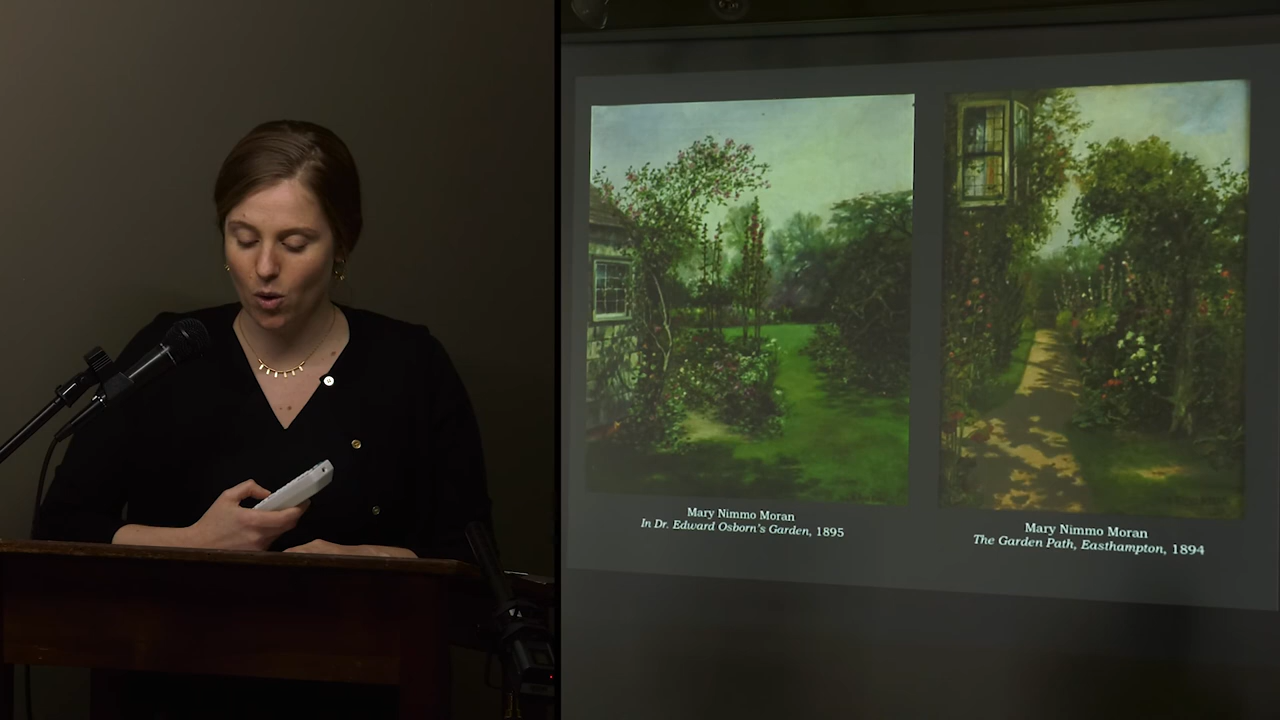 Mary Nimmo Moran
In Dr. Edward Osborn's Garden, 1895
Mary Nimmo Moran
The Garden Path, Easthampton, 1894